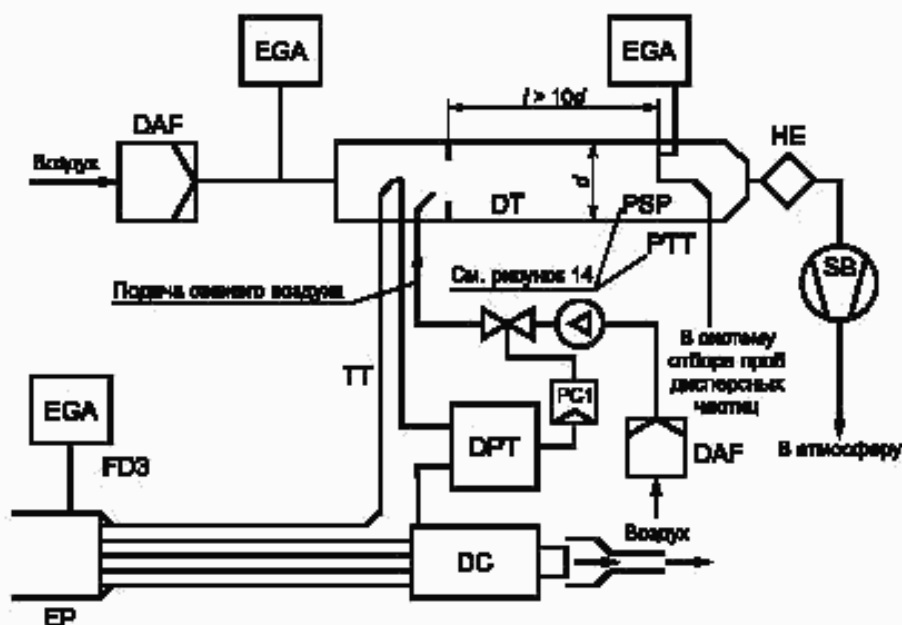 EGA
EGA
l > 10d
DAF
HE
Воздух
d
DT
PSP
PTT
SB
См. рисунок 14
Подача свежего воздуха
В систему
отбора проб
дисперсных
частиц
TT
PC1
EGA
DPT
DAF
В атмосферу
FD3
Воздух
DC
EP